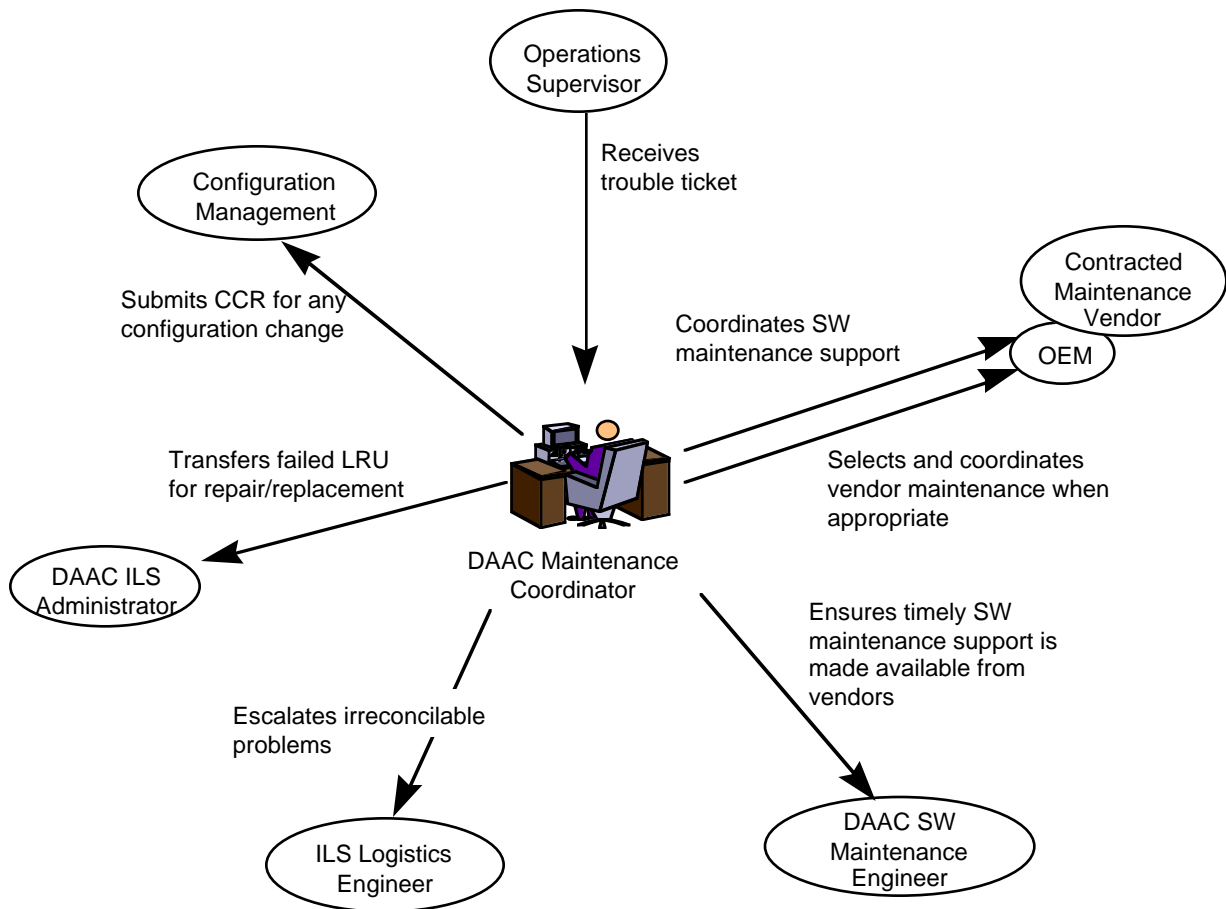 Operations
Supervisor
Receives
trouble ticket
Configuration
Management
Submits CCR for any
configuration change
Contracted
Maintenance
Vendor
OEM
Coordinates SW
maintenance support
Selects and coordinates
vendor maintenance when
appropriate
Transfers failed LRU
for repair/replacement
DAAC ILS
Administrator
DAAC Maintenance
Coordinator
Ensures timely SW
maintenance support is
made available from
vendors
Escalates irreconcilable
problems
ILS Logistics
Engineer
DAAC SW
Maintenance
Engineer